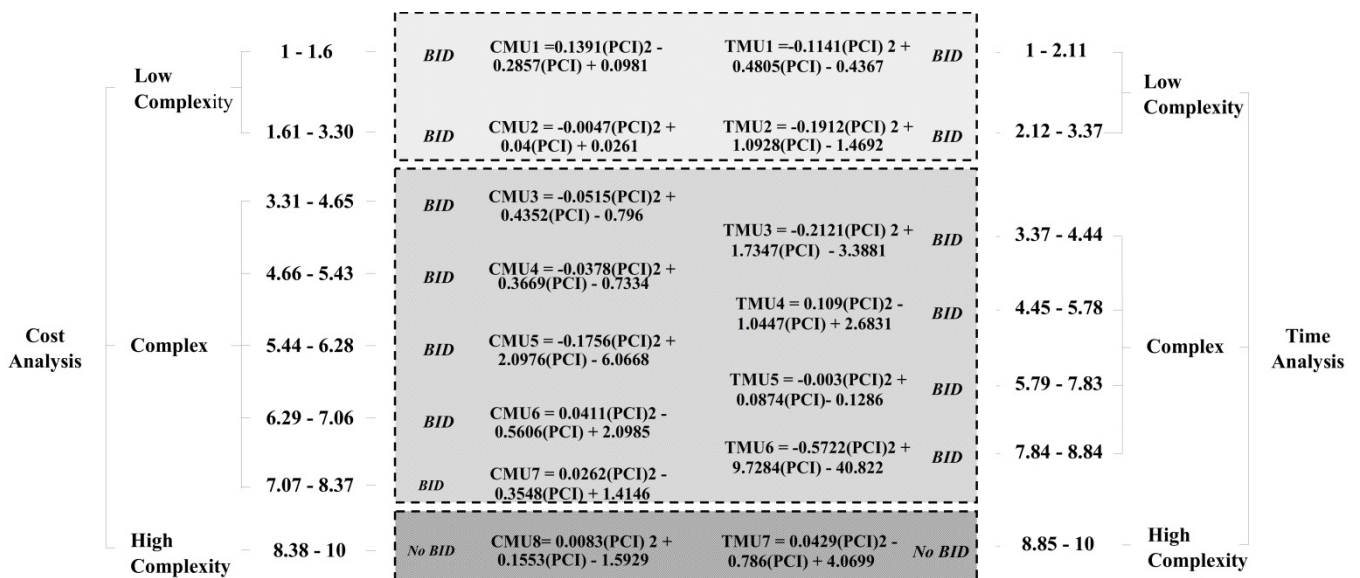 Cost
Analysis
Low
Complexity
1 - 1.6
1.61 - 3.30
Complex
3.31 - 4.65
4.66 - 5.43
5.44 - 6.28
6.29 - 7.06
7.07 - 8.37
High
Complexity
8.38 - 10
BID
CMU1 =0.1391(PCI)2 -
0.2857(PCI) + 0.0981
TMU1 =-0.1141(PCI) 2 +
0.4805(PCI) - 0.4367
BID
BID
CMU2 = -0.0047(PCI)2 +
0.04(PCI) + 0.0261
TMU2 = -0.1912(PCI) 2 +
1.0928(PCI) - 1.4692
BID
BID
CMU3 = -0.0515(PCI)2 +
0.4352(PCI) - 0.796
TMU3 = -0.2121(PCI) 2 +
1.7347(PCI) - 3.3881
BID
BID
CMU4 = -0.0378(PCI)2 +
0.3669(PCI) - 0.7334
TMU4 = 0.109(PCI)2 -
1.0447(PCI) + 2.6831
BID
BID
CMU5 = -0.1756(PCI)2 +
2.0976(PCI) - 6.0668
TMU5 = -0.003(PCI)2 +
0.0874(PCI)- 0.1286
BID
BID
CMU6 = 0.0411(PCI)2 -
0.5606(PCI) + 2.0985
TMU6 = -0.5722(PCI)2 +
9.7284(PCI) - 40.822
BID
BID
CMU7 = 0.0262(PCI)2 -
0.3548(PCI) + 1.4146
No BID
CMU8= 0.0083(PCI) 2 +
0.1553(PCI) - 1.5929
TMU7 = 0.0429(PCI)2 -
0.786(PCI) + 4.0699
No BID
1 - 2.11
2.12 - 3.37
Low
Complexity
3.37 - 4.44
4.45 - 5.78
5.79 - 7.83
7.84 - 8.84
Complex
8.85 - 10
High
Complexity
Time
Analysis